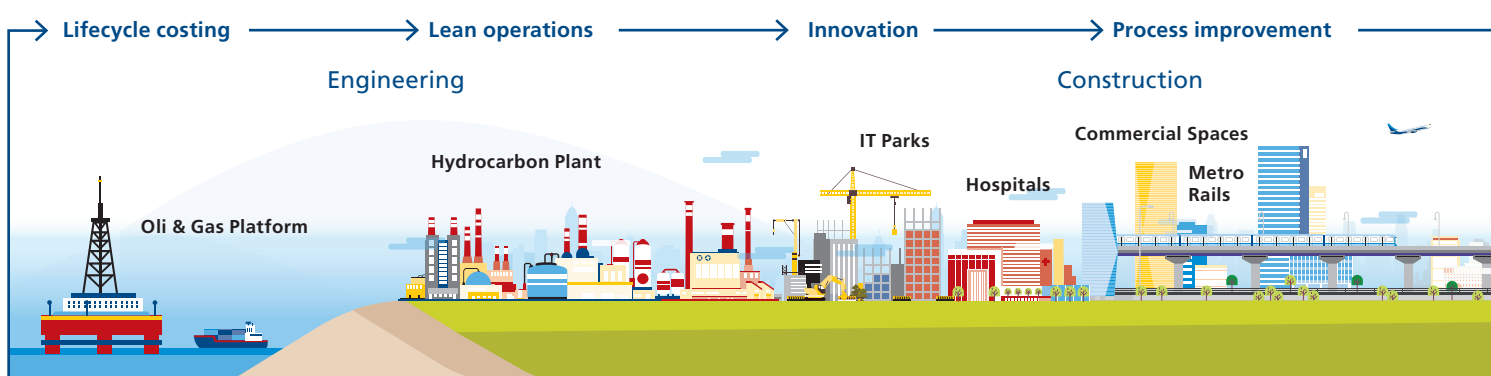 Lifecycle costing
Lean operations
Innovation
Process improvement
Engineering
Construction
Oli & Gas Platform
Hydrocarbon Plant
IT Parks
Hospitals
Commercial Spaces
Metro
Rails